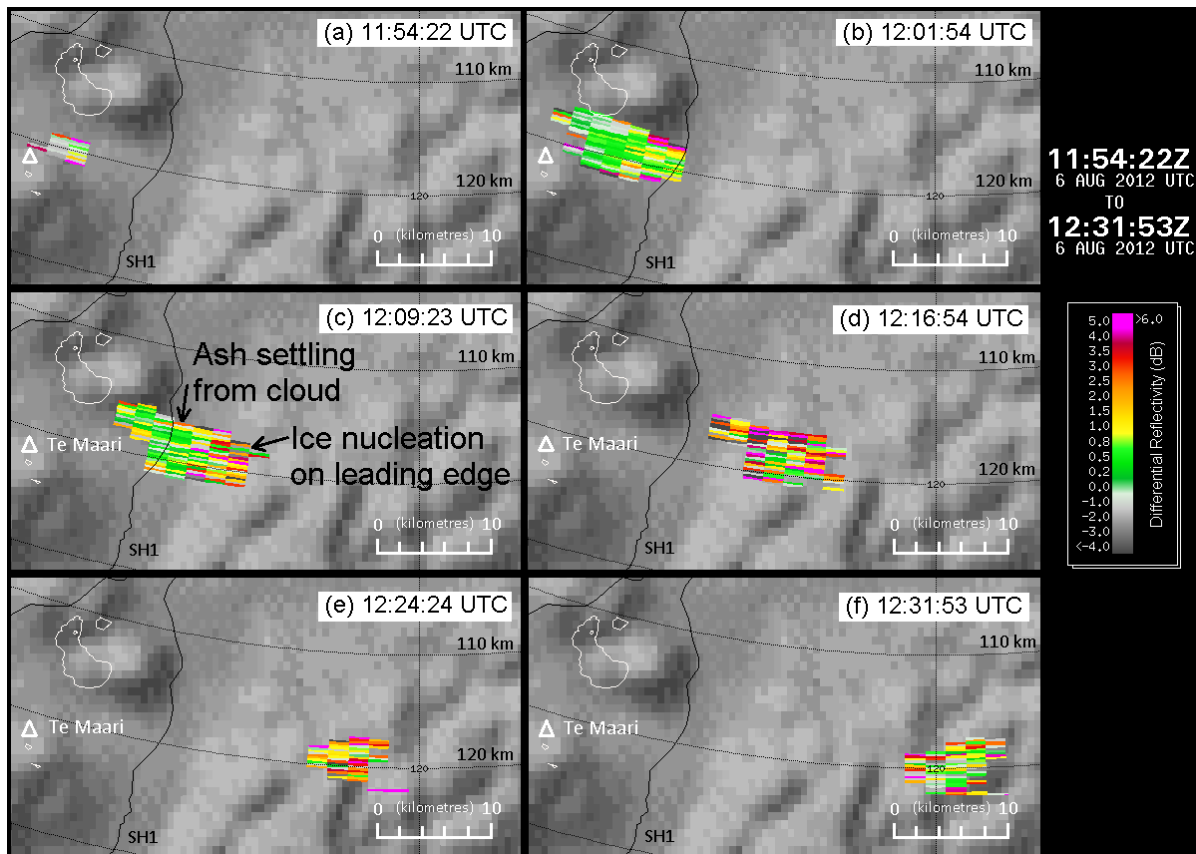 (a) 11:54:22 UTC
110 km
120 km
120
0 (kilometres) 10
SH1
(b) 12:01:54 UTC
110 km
120 km
120
0 (kilometres) 10
SH1
11:54:22Z
6 AUG 2012 UTC
TO
12:31:53Z
6 AUG 2012 UTC
(c) 12:09:23 UTC
Ash settling
from cloud
110 km
Te Maari
Ice nucleation
on leading edge
0 (kilometres) 10
SH1
(d) 12:16:54 UTC
110 km
Te Maari
120 km
120
0 (kilometres) 10
SH1
5.0
>6.0
4.0
3.5
3.0
2.5
2.0
1.5
1.0
0.8
0.5
0.2
0.0
-1.0
-2.0
-3.0
<-4.0
Differential Reflectivity (dB)
(e) 12:24:24 UTC
110 km
Te Maari
120 km
120
0 (kilometres) 10
SH1
(f) 12:31:53 UTC
110 km
Te Maari
120 km
120
0 (kilometres) 10
SH1